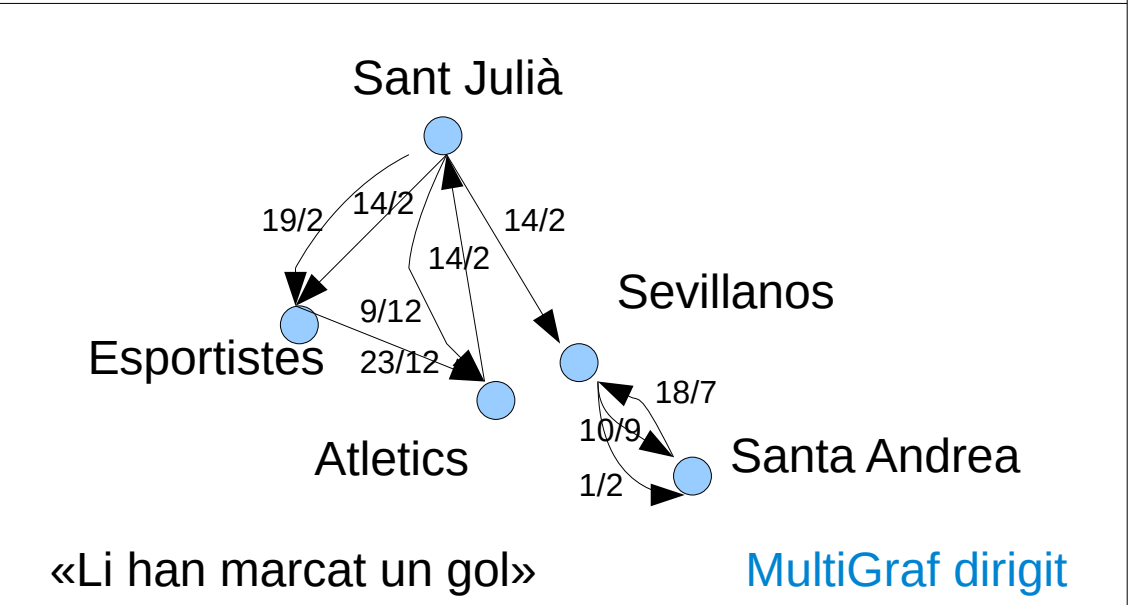 Sant Julià
19/2
14/2
14/2
14/2
Sevillanos
9/12
Esportistes
23/12
18/7
10/9
Atletics
Santa Andrea
1/2
«Li han marcat un gol»
MultiGraf dirigit